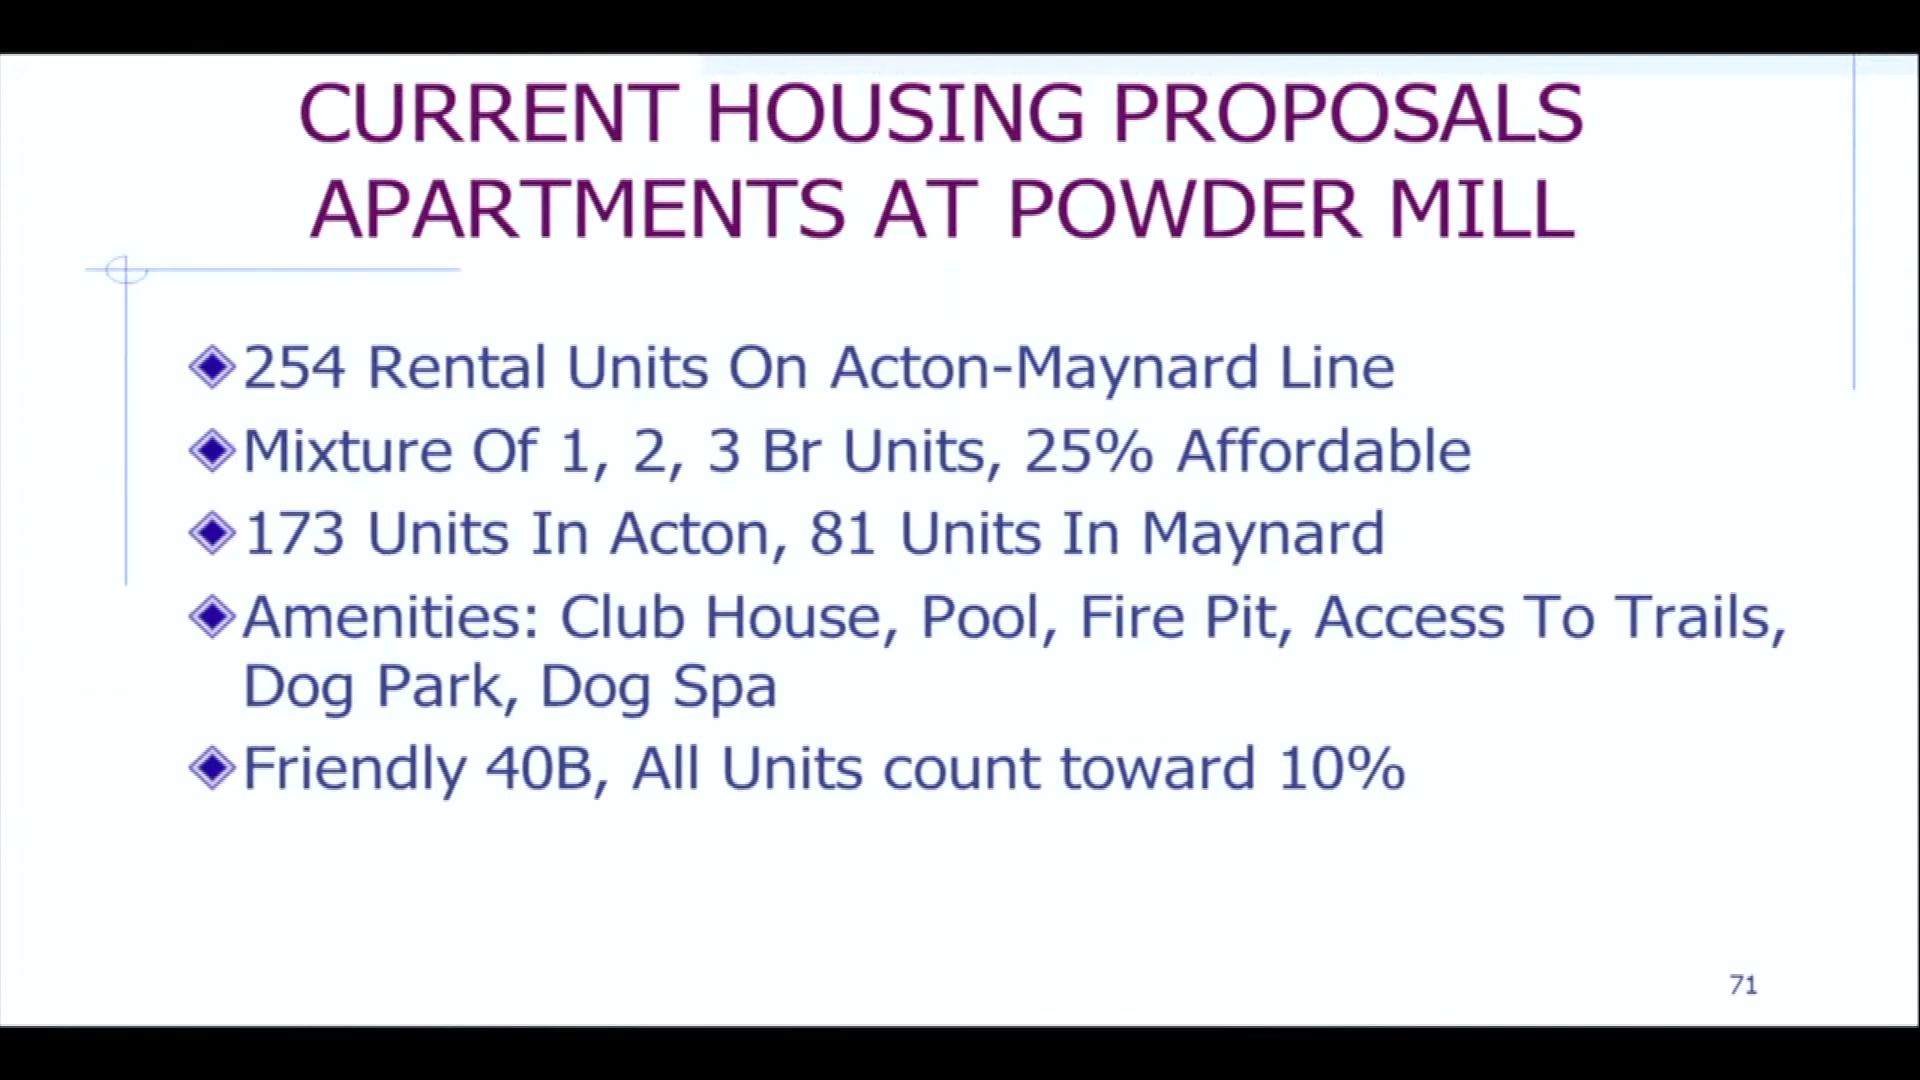 CURRENT HOUSING PROPOSALS
APARTMENTS AT POWDER MILL
254 Rental Units On Acton-Maynard Line
Mixture Of 1, 2, 3 Br Units, 25% Affordable
173 Units In Acton, 81 Units In Maynard
Amenities: Club House, Pool, Fire Pit, Access To Trails,
Dog Park, Dog Spa
Friendly 40B, All Units count toward 10%
71